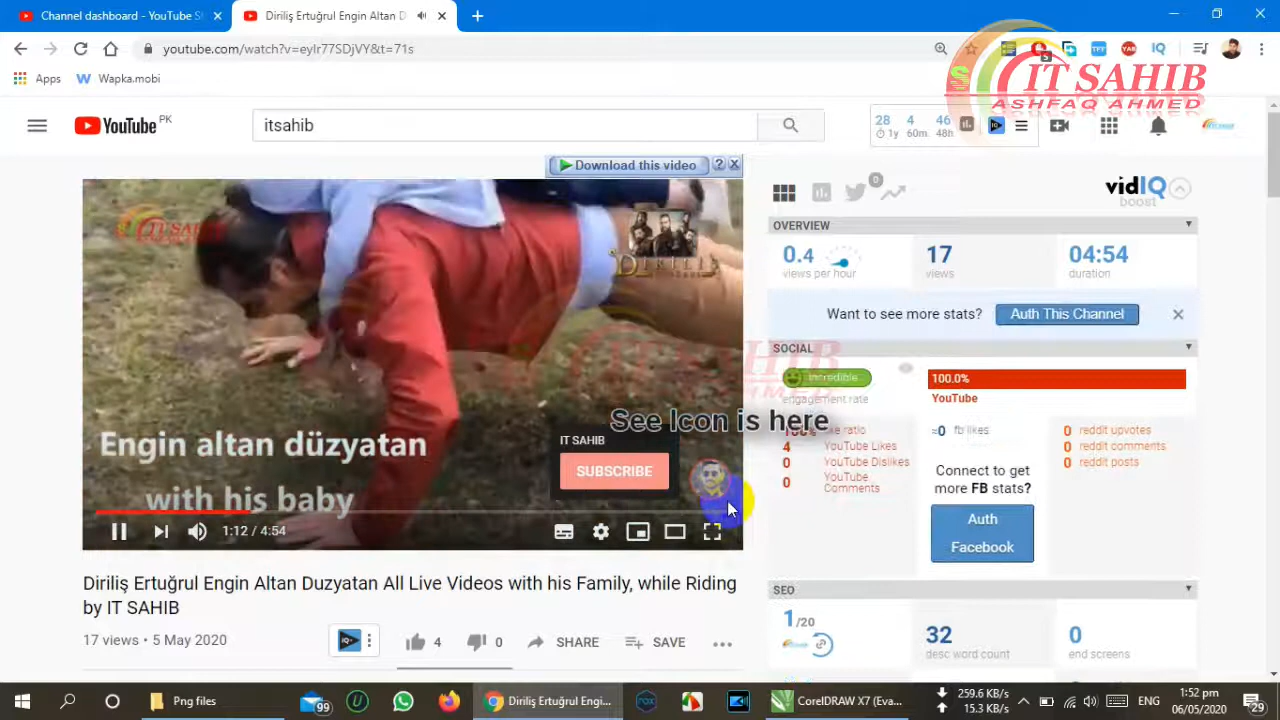 Channel dashboard - YouTube St
Diriliş Ertuğrul Engin Altan D
youtube.com/watch?v=eyIr77SDjVY&t=71s
Apps
Wapka.mobi
IT SAHIB
ASHFAQ AHMED
YouTube PK
itsahib
28 4 46
1y 60m 48h
Download this video
vidIQ
boost
OVERVIEW
0.4 17 04:54
views per hour views duration
Want to see more stats? Auth This Channel
SOCIAL
incredible 100.0%
engagement rate YouTube
See Icon is here
Engin altan düzyatan
with his baby
IT SAHIB
SUBSCRIBE
1:12 / 4:54
100% like ratio
4 YouTube Likes
0 YouTube Dislikes
0 YouTube Comments
≈0 fb likes
Connect to get
more FB stats?
Auth
Facebook
0 reddit upvotes
0 reddit comments
0 reddit posts
Diriliş Ertuğrul Engin Altan Duzyatan All Live Videos with his Family, while Riding
by IT SAHIB
17 views • 5 May 2020
4 0 SHARE SAVE
SEO
1/20 32 0
desc word count end screens
Png files
99
Diriliş Ertuğrul Engi...
CorelDRAW X7 (Eva...
259.6 KB/s
15.3 KB/s
ENG
1:52 pm
06/05/2020
29